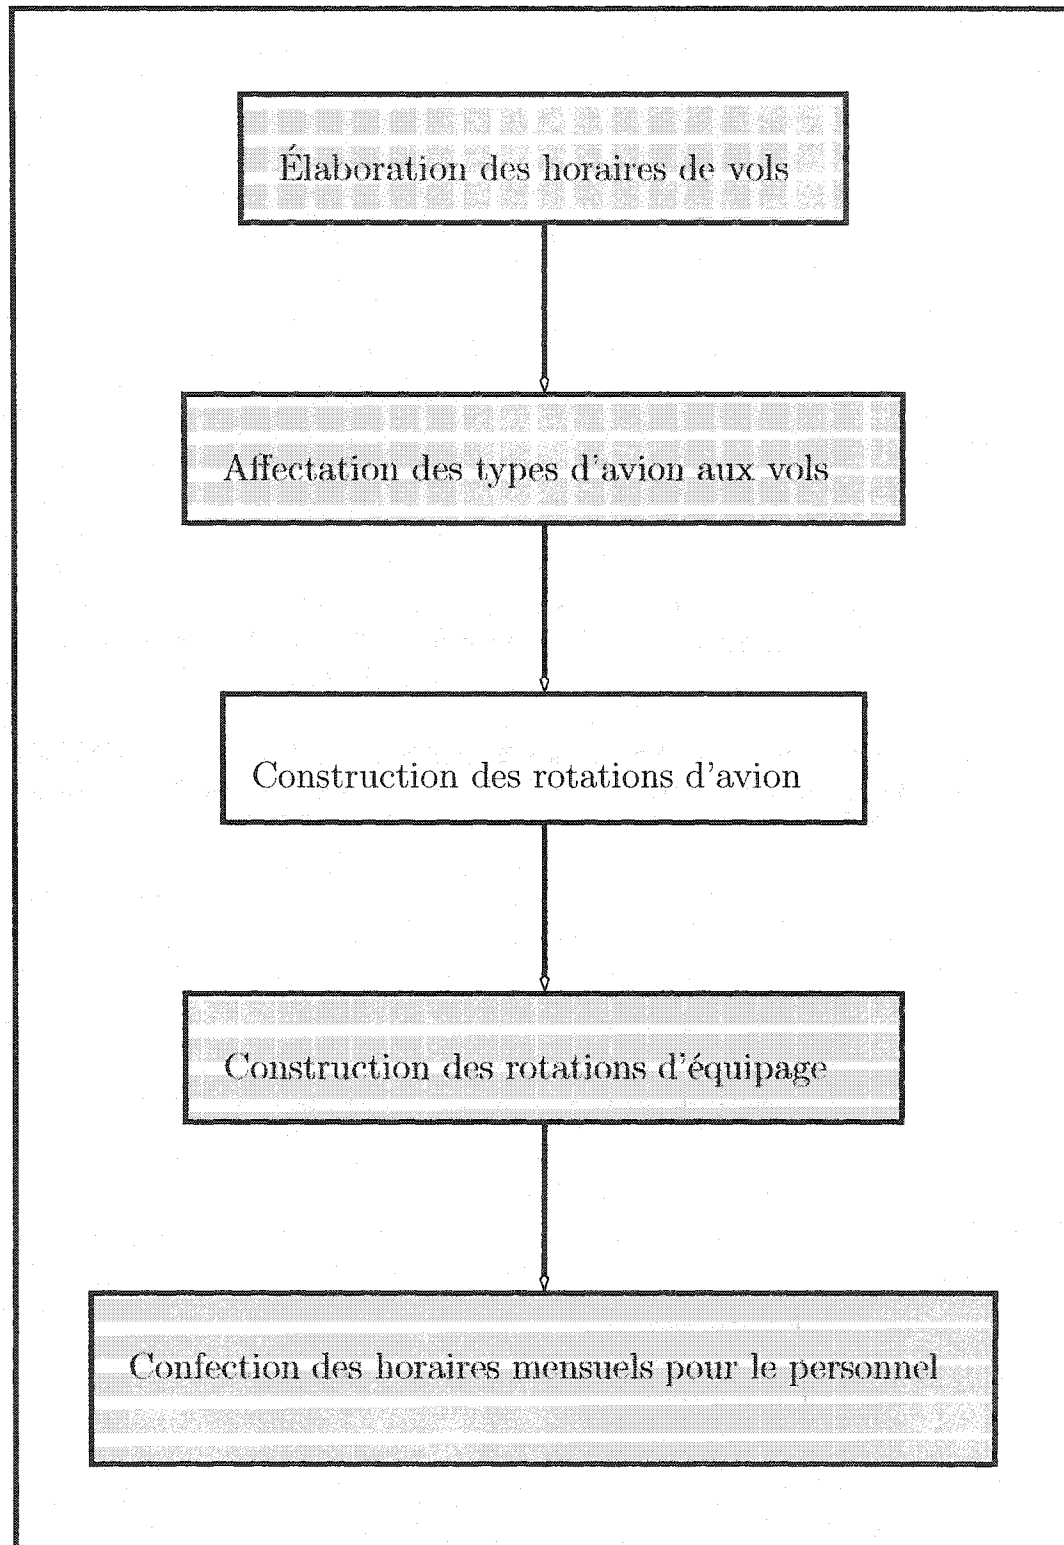 Élaboration des horaires de vols
Affectation des types d'avion aux vols
Construction des rotations d'avion
Construction des rotations d'équipage
Confection des horaires mensuels pour le personnel